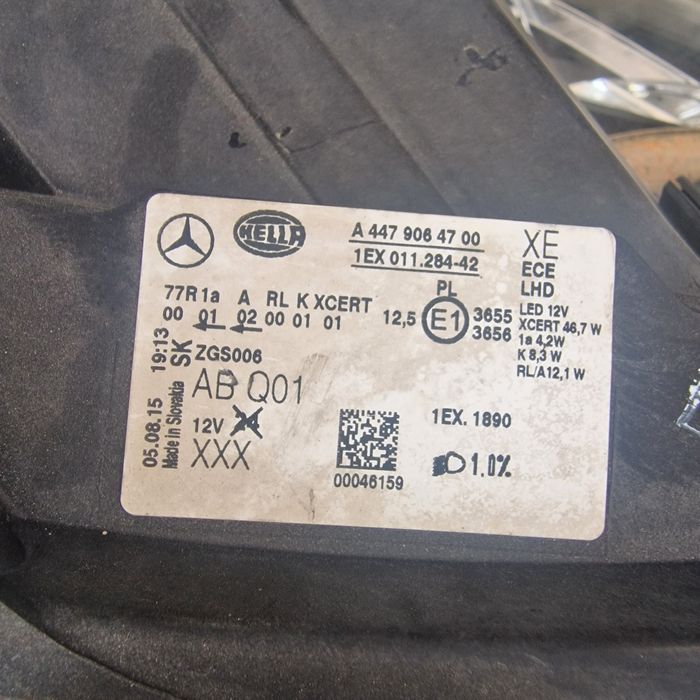 HELLA
A 447 906 47 00
1EX 011.284-42
XE
ECE
LHD
LED 12V
XCERT 46,7 W
1a 4,2W
K 8,3 W
RL/A12,1 W
77R 1a A RL K XCERT
00 01 02 00 01 01
PL
12,5 E1 3655
3656
05.08.15 19:13
Made in Slovakia SK
ZGS006
AB Q01
12V
XXX
00046159
1EX. 1890
1,0%